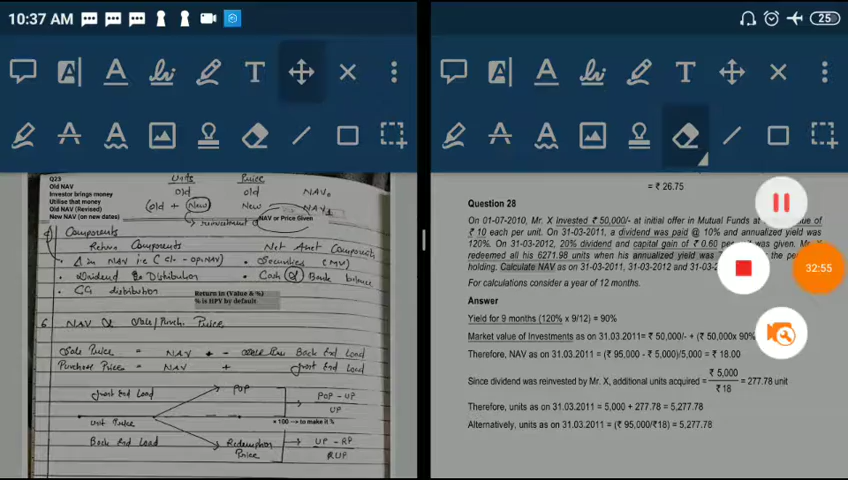 10:37 AM
25
Q23
Old NAV
Investor brings money
Utilise that money
Old NAV (Revised)
New NAV (on new dates)
Units Price
Old old NAV₀
(Old + New) New NAV₁
NAV or Price Given
Components
Return Components Net Asset Components
Δ in NAV i.e (Cl - op.NAV) • Securities (MV)
• Dividend Distribution • Cash & Bank balance
• CG distribution
Return in (Value & %)
% is HPY by default
6 NAV & Sale/Purch. Price
Sale Price = NAV - Back End Load
Purchase Price = NAV + front End Load
front End Load POP
POP - UP
UP
Unit Price
* 100 --> to make it %
Back End Load Redemption Price
UP - RP
= ₹ 26.75
Question 28
On 01-07-2010, Mr. X invested ₹ 50,000/- at initial offer in Mutual Funds at of
₹ 10 each per unit. On 31-03-2011, a dividend was paid @ 10% and annualized yield was
120%. On 31-03-2012, 20% dividend and capital gain of ₹ 0.60 per was given. Mr.
redeemed all his 6271.98 units when his annualized yield was the
holding. Calculate NAV as on 31-03-2011, 31-03-2012 and
For calculations consider a year of 12 months.
Answer
Yield for 9 months (120% x 9/12) = 90%
Market value of Investments as on 31.03.2011= ₹ 50,000/- + (₹ 50,000x 90%
Therefore, NAV as on 31.03.2011 = (₹ 95,000 - ₹ 5,000)/5,000 = ₹ 18.00
Since dividend was reinvested by Mr. X, additional units acquired = ₹ 5,000 / ₹ 18 = 277.78 unit
Therefore, units as on 31.03.2011 = 5,000 + 277.78 = 5,277.78
Alternatively, units as on 31.03.2011 = (₹ 95,000/₹18) = 5,277.78
32:55